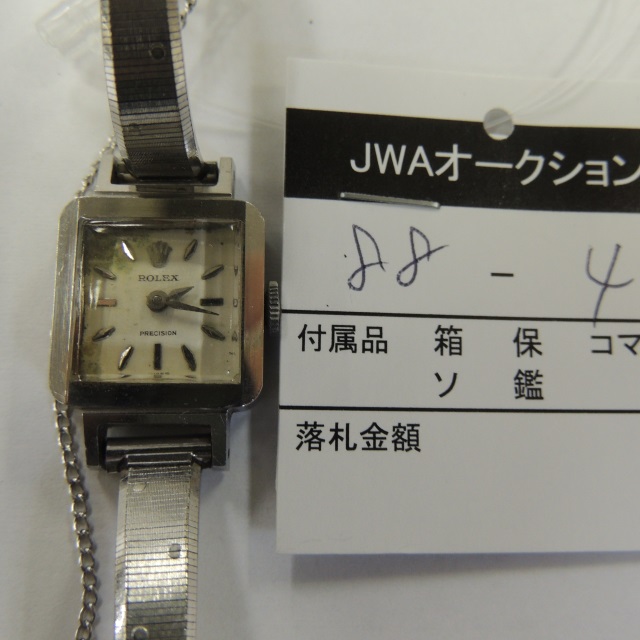 ROLEX
PRECISION
JWAオークション
88 - 4
付属品 箱 保 コマ
ソ 鑑
落札金額